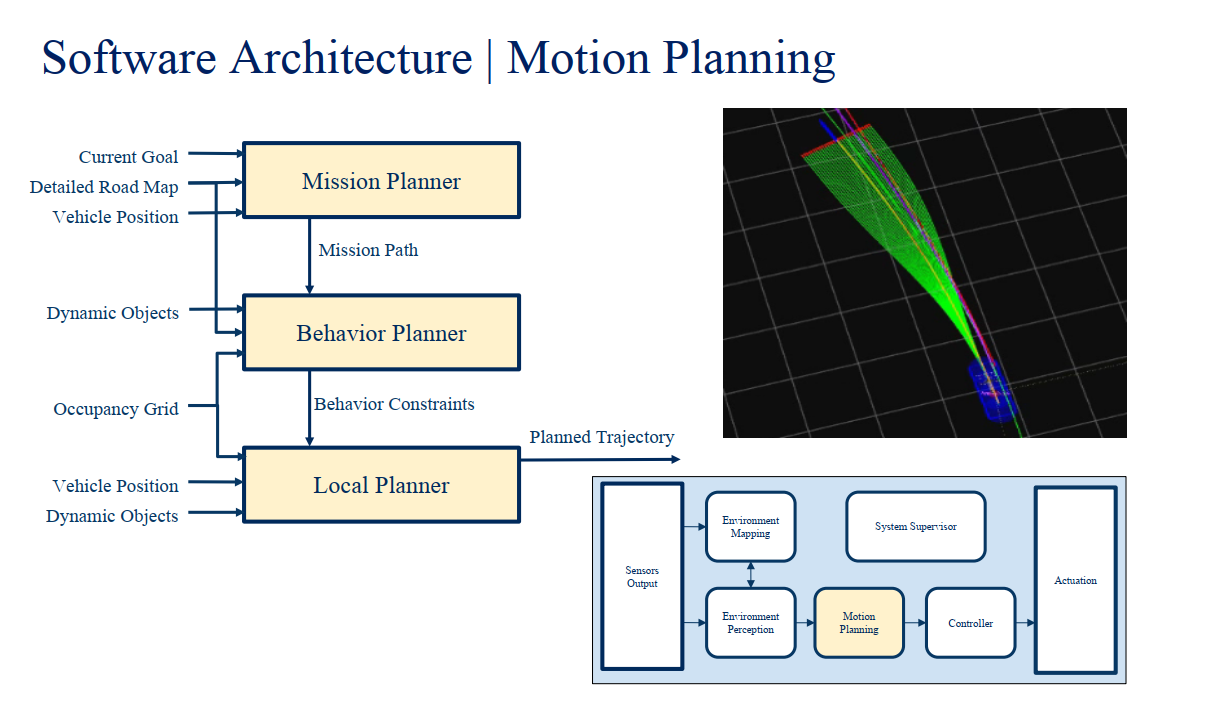 Software Architecture | Motion Planning
Current Goal
Detailed Road Map
Vehicle Position
Mission Planner
Mission Path
Dynamic Objects
Behavior Planner
Occupancy Grid
Behavior Constraints
Planned Trajectory
Vehicle Position
Dynamic Objects
Local Planner
Sensors
Output
Environment
Mapping
System Supervisor
Environment
Perception
Motion
Planning
Controller
Actuation